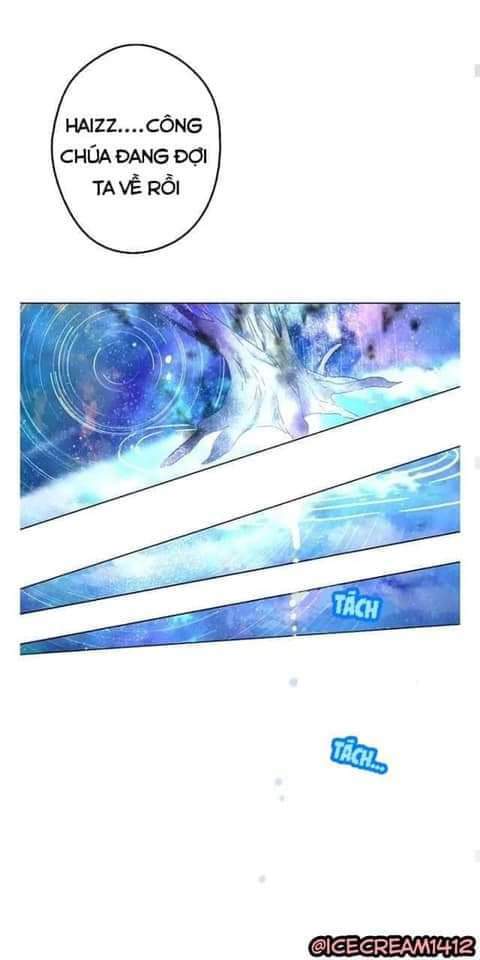 HAIZZ....CÔNG
CHÚA ĐANG ĐỢI
TA VỀ RỒI
TÁCH
TÁCH...
@ICECREAM1412